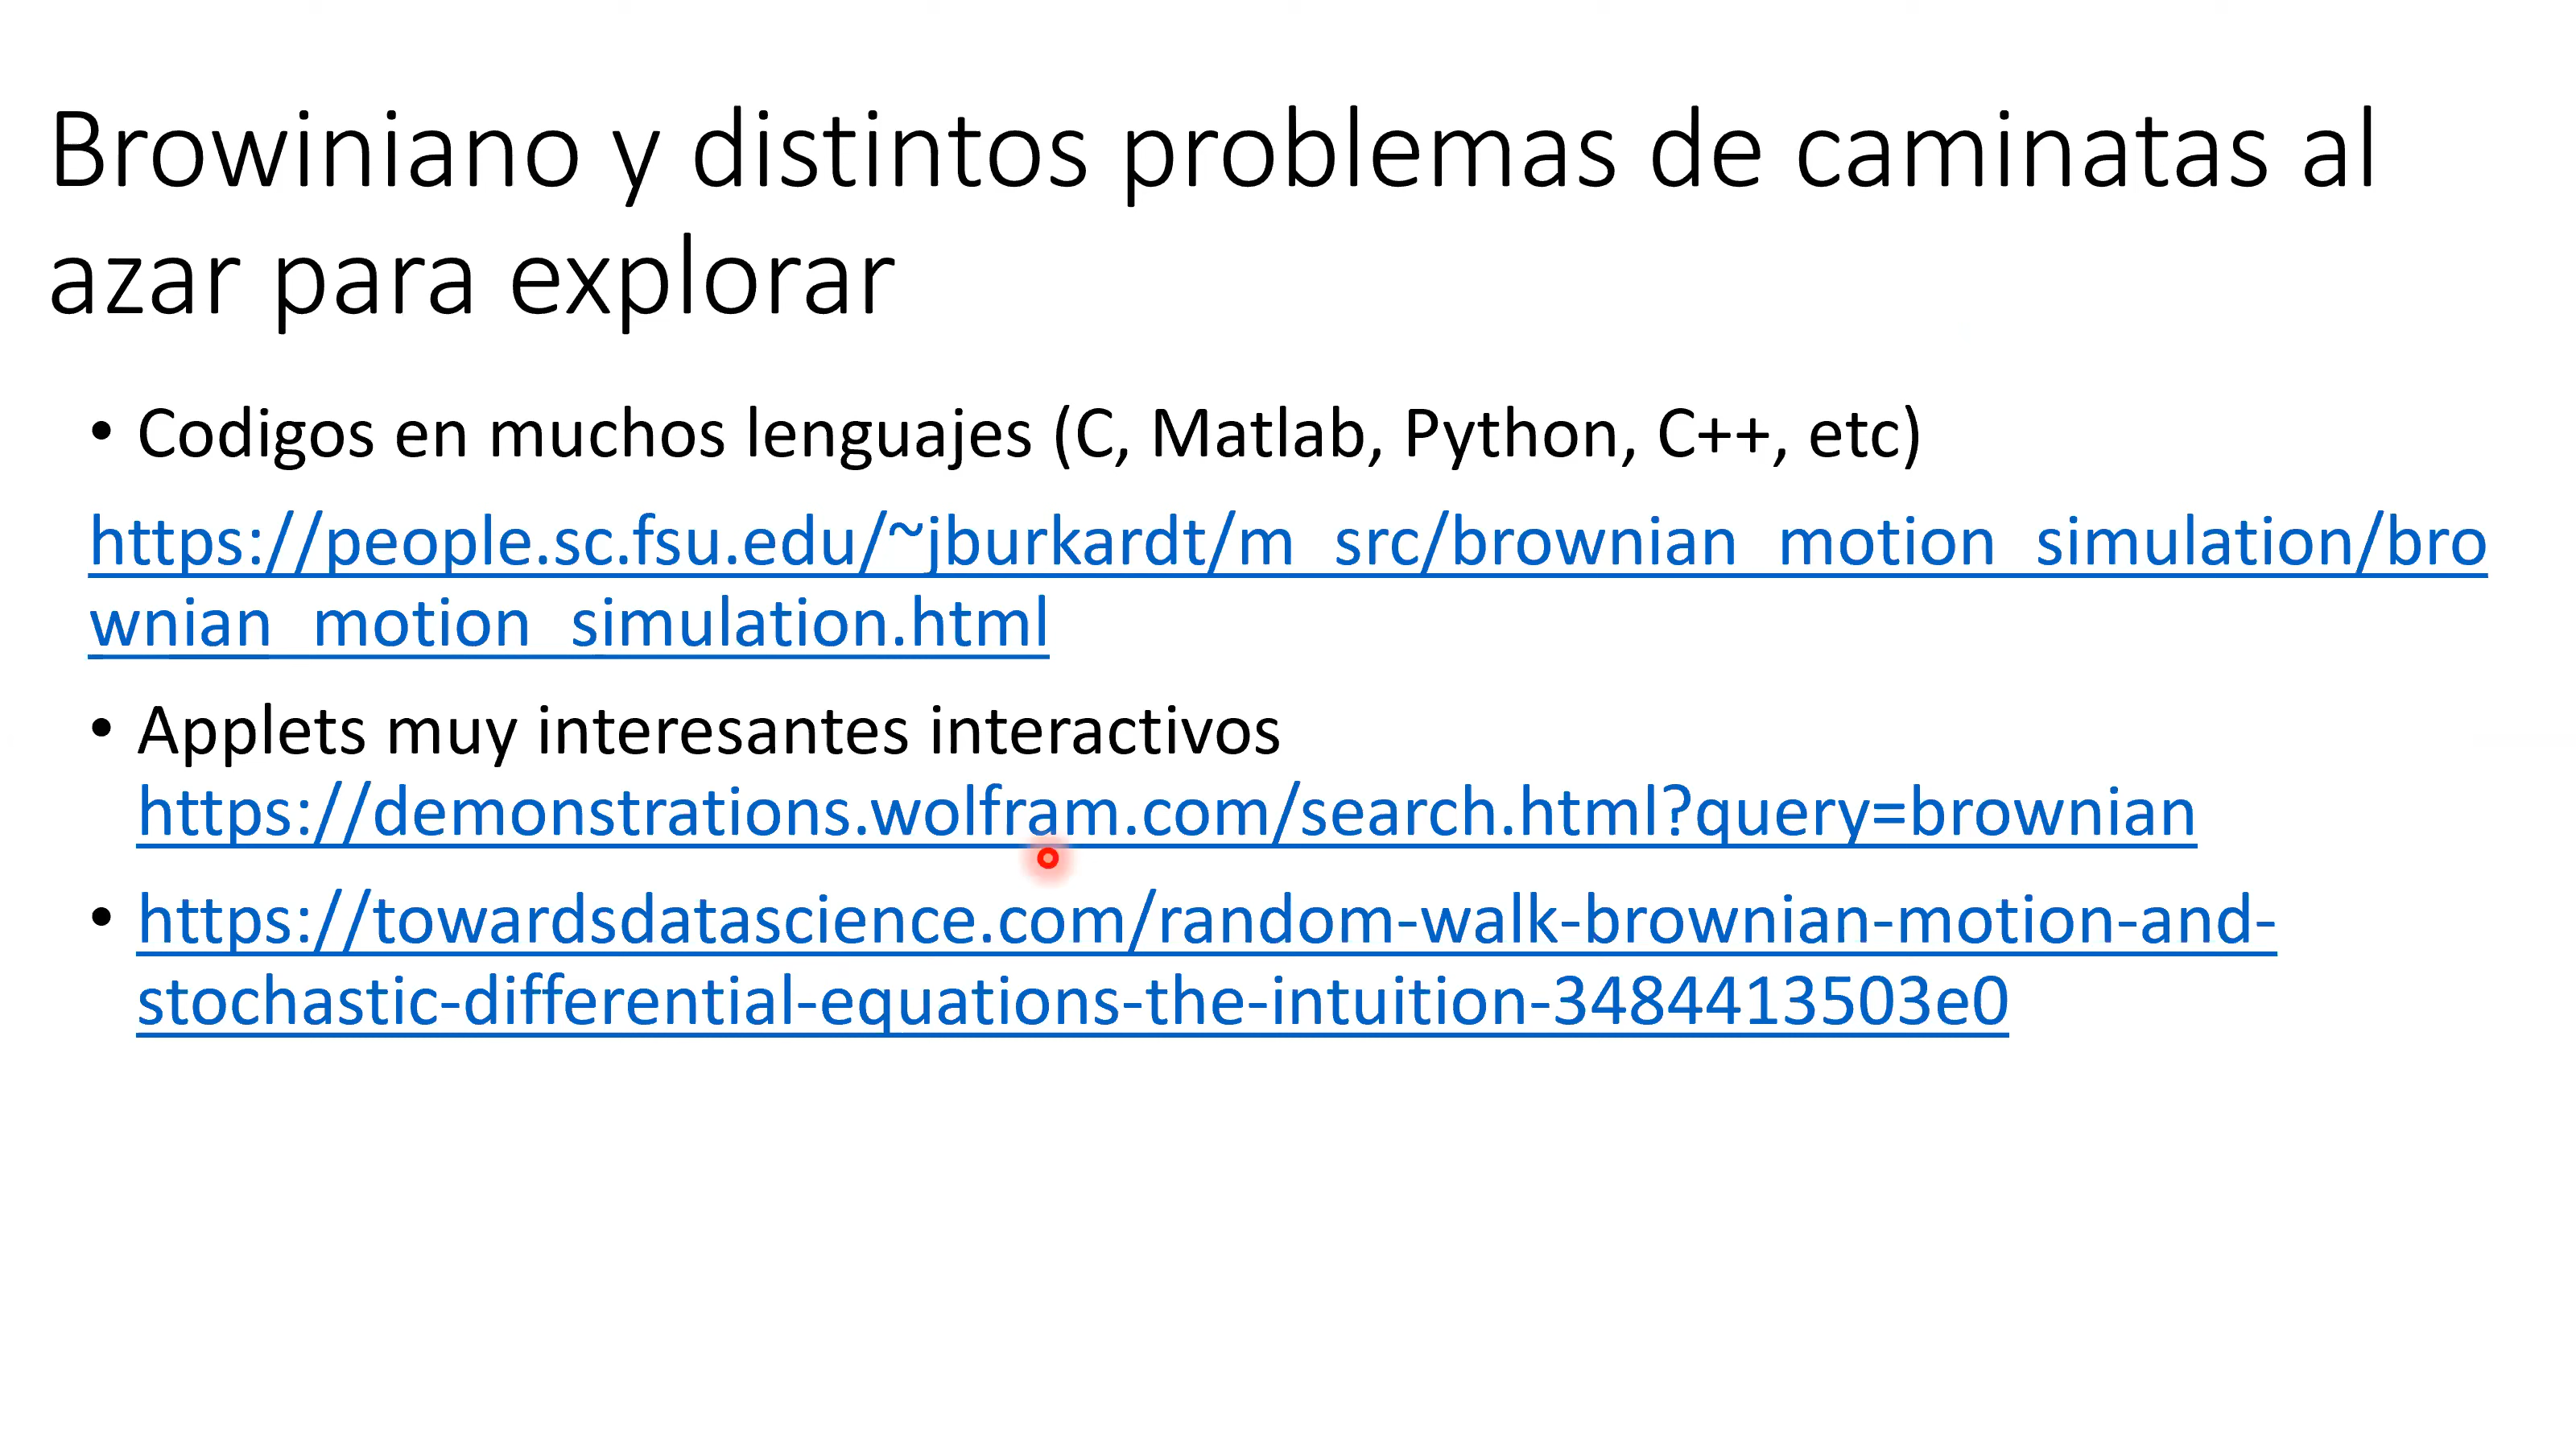 Browiniano y distintos problemas de caminatas al
azar para explorar
• Codigos en muchos lenguajes (C, Matlab, Python, C++, etc)
https://people.sc.fsu.edu/~jburkardt/m_src/brownian_motion_simulation/bro
wnian_motion_simulation.html
• Applets muy interesantes interactivos
https://demonstrations.wolfram.com/search.html?query=brownian
• https://towardsdatascience.com/random-walk-brownian-motion-and-
stochastic-differential-equations-the-intuition-3484413503e0